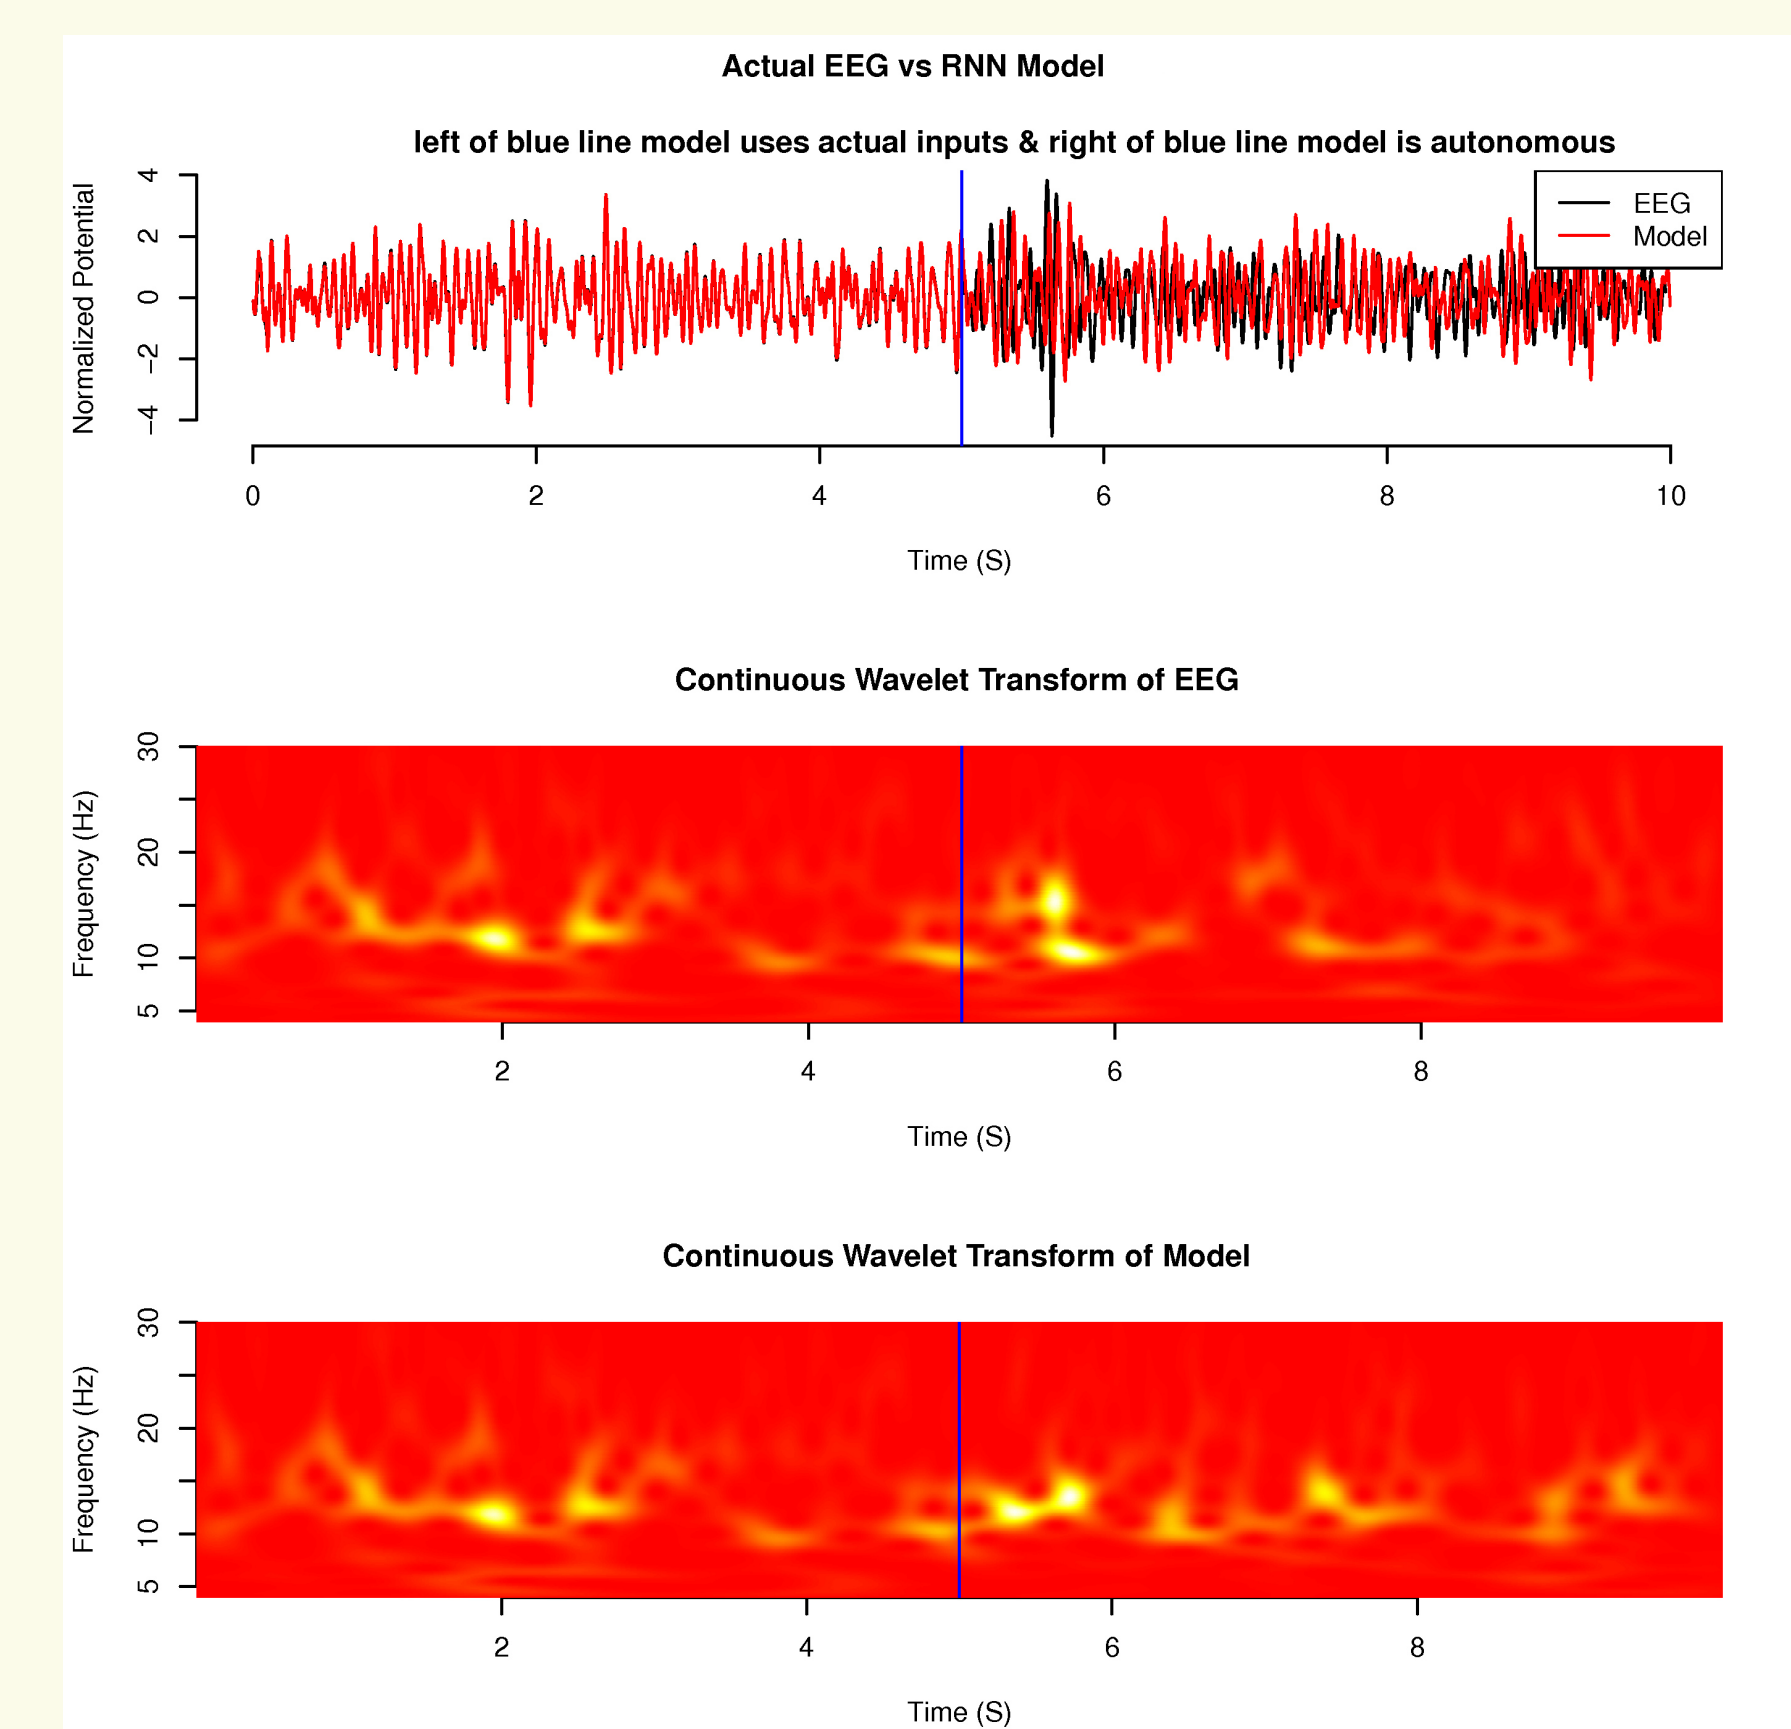 Actual EEG vs RNN Model
left of blue line model uses actual inputs & right of blue line model is autonomous
Normalized Potential
4
2
0
−2
−4
EEG
Model
0 2 4 6 8 10
Time (S)
Continuous Wavelet Transform of EEG
Frequency (Hz)
30
20
10
5
2 4 6 8
Time (S)
Continuous Wavelet Transform of Model
Frequency (Hz)
30
20
10
5
2 4 6 8
Time (S)